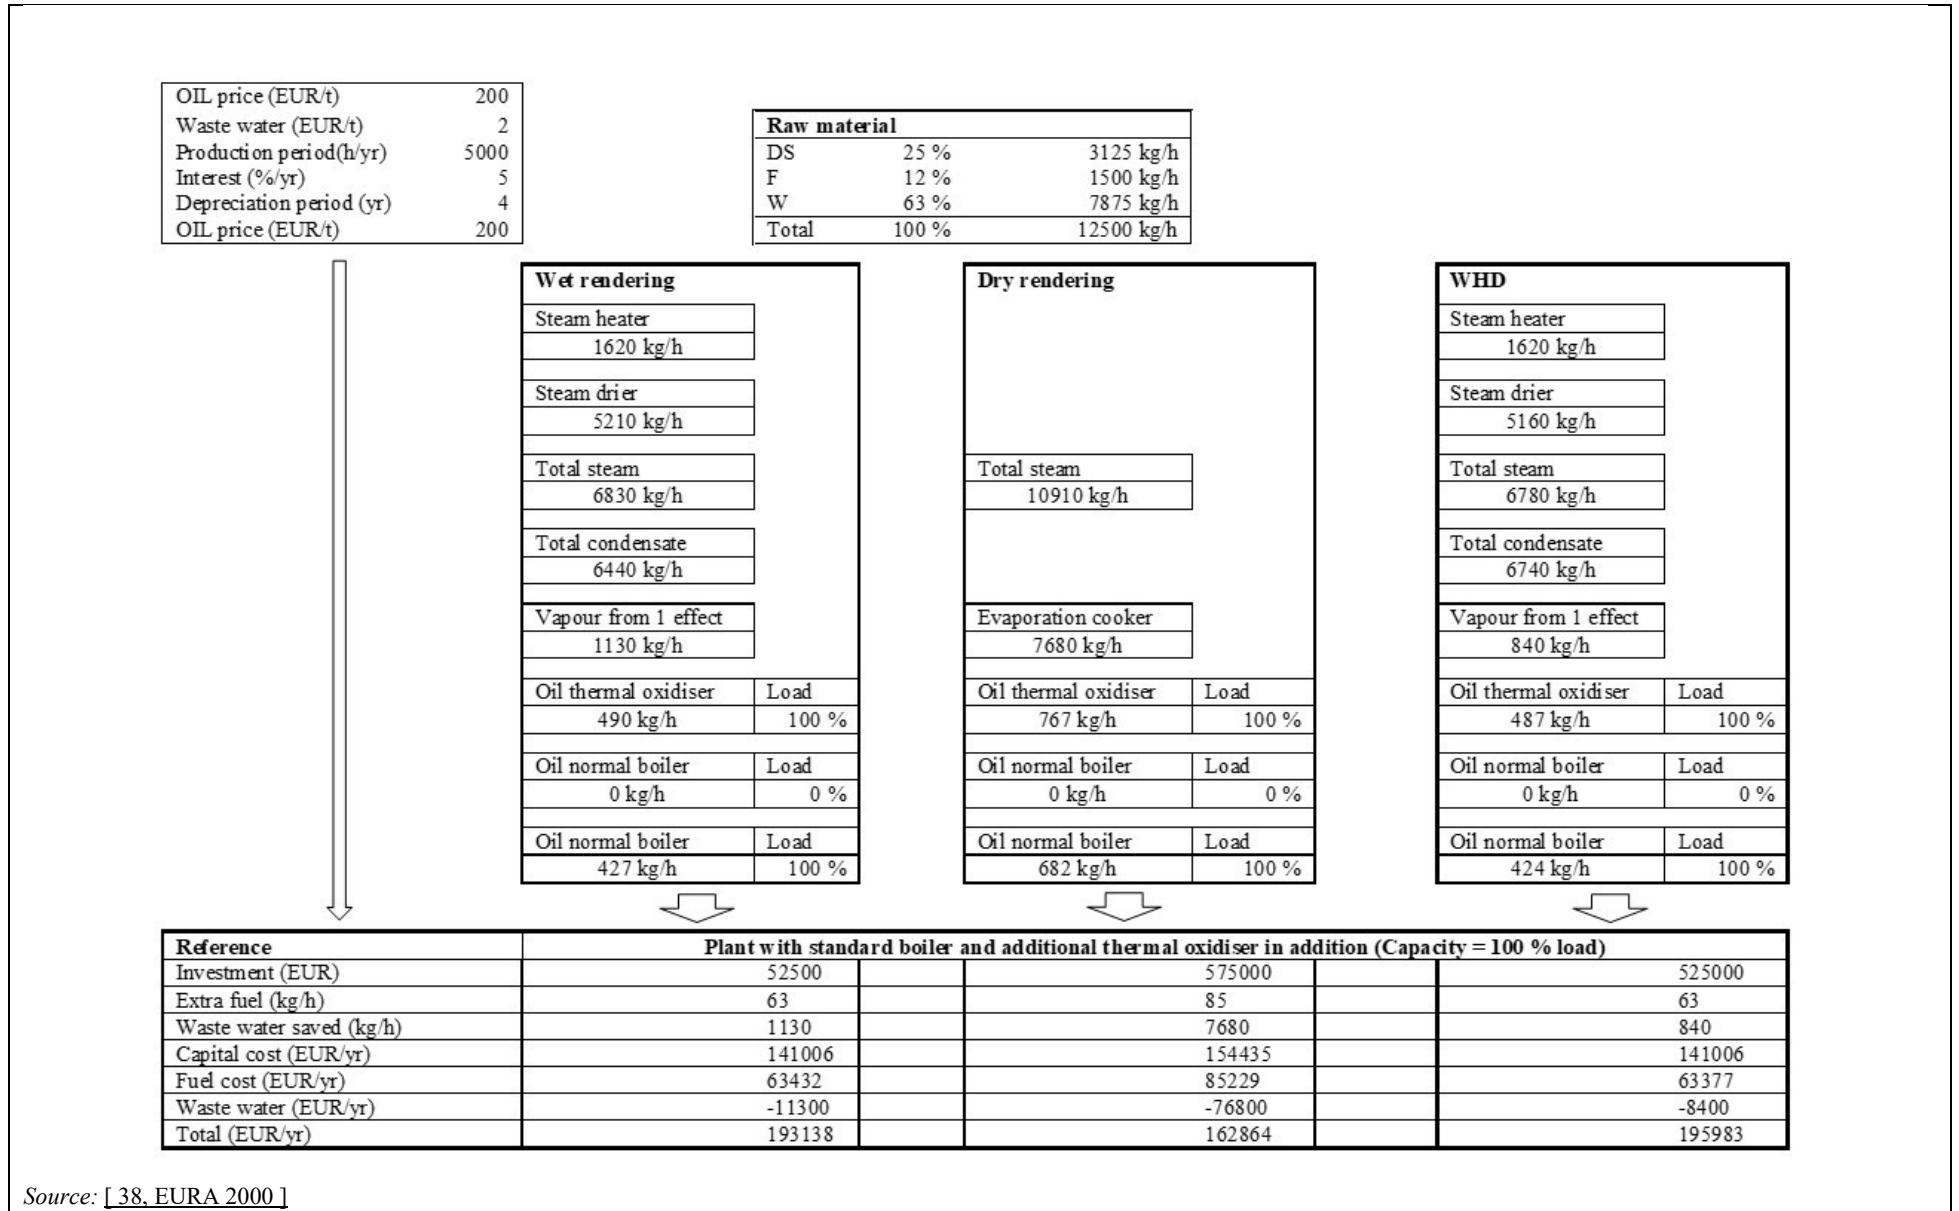 OIL price (EUR/t) 200
Waste water (EUR/t) 2
Production period(h/yr) 5000
Interest (%/yr) 5
Depreciation period (yr) 4
OIL price (EUR/t) 200
Raw material
DS 25 % 3125 kg/h
F 12 % 1500 kg/h
W 63 % 7875 kg/h
Total 100 % 12500 kg/h
Wet rendering
Steam heater
1620 kg/h
Steam drier
5210 kg/h
Total steam
6830 kg/h
Total condensate
6440 kg/h
Vapour from 1 effect
1130 kg/h
Oil thermal oxidiser Load
490 kg/h 100 %
Oil normal boiler Load
0 kg/h 0 %
Oil normal boiler Load
427 kg/h 100 %
Dry rendering
Total steam
10910 kg/h
Evaporation cooker
7680 kg/h
Oil thermal oxidiser Load
767 kg/h 100 %
Oil normal boiler Load
0 kg/h 0 %
Oil normal boiler Load
682 kg/h 100 %
WHD
Steam heater
1620 kg/h
Steam drier
5160 kg/h
Total steam
6780 kg/h
Total condensate
6740 kg/h
Vapour from 1 effect
840 kg/h
Oil thermal oxidiser Load
487 kg/h 100 %
Oil normal boiler Load
0 kg/h 0 %
Oil normal boiler Load
424 kg/h 100 %
Reference Plant with standard boiler and additional thermal oxidiser in addition (Capacity = 100 % load)
Investment (EUR) 52500 575000 525000
Extra fuel (kg/h) 63 85 63
Waste water saved (kg/h) 1130 7680 840
Capital cost (EUR/yr) 141006 154435 141006
Fuel cost (EUR/yr) 63432 85229 63377
Waste water (EUR/yr) -11300 -76800 -8400
Total (EUR/yr) 193138 162864 195983
Source: [ 38, EURA 2000 ]